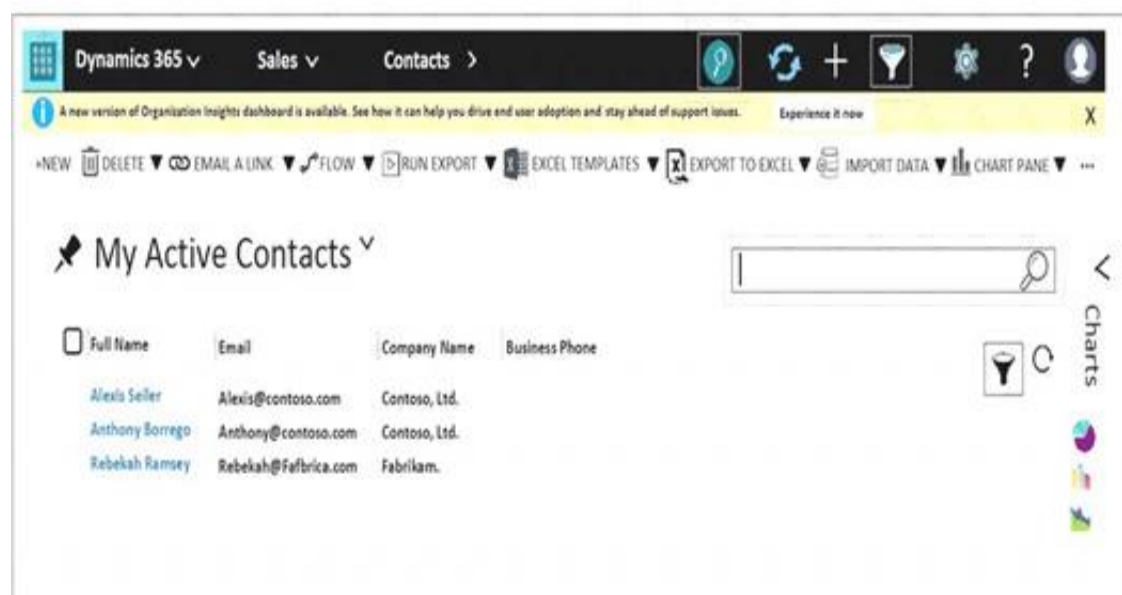 Dynamics 365 Sales Contacts >
A new version of Organization Insights dashboard is available. See how it can help you drive end user adoption and stay ahead of support issues. Experience it now X
+NEW DELETE EMAIL A LINK FLOW RUN EXPORT EXCEL TEMPLATES EXPORT TO EXCEL IMPORT DATA CHART PANE ...
My Active Contacts
Charts
Full Name Email Company Name Business Phone
Alexis Seller Alexis@contoso.com Contoso, Ltd.
Anthony Borrego Anthony@contoso.com Contoso, Ltd.
Rebekah Ramsey Rebekah@Fafbrica.com Fabrikam.